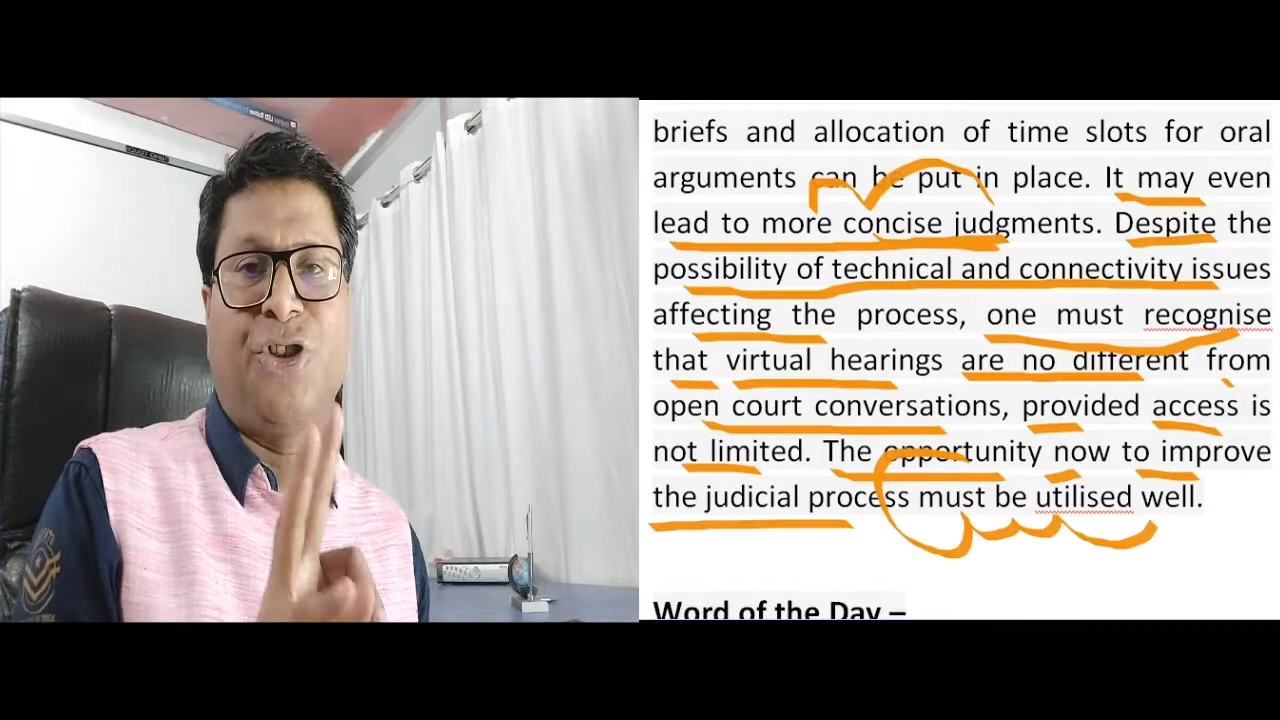 briefs and allocation of time slots for oral
arguments can be put in place. It may even
lead to more concise judgments. Despite the
possibility of technical and connectivity issues
affecting the process, one must recognise
that virtual hearings are no different from
open court conversations, provided access is
not limited. The opportunity now to improve
the judicial process must be utilised well.
Word of the Day –